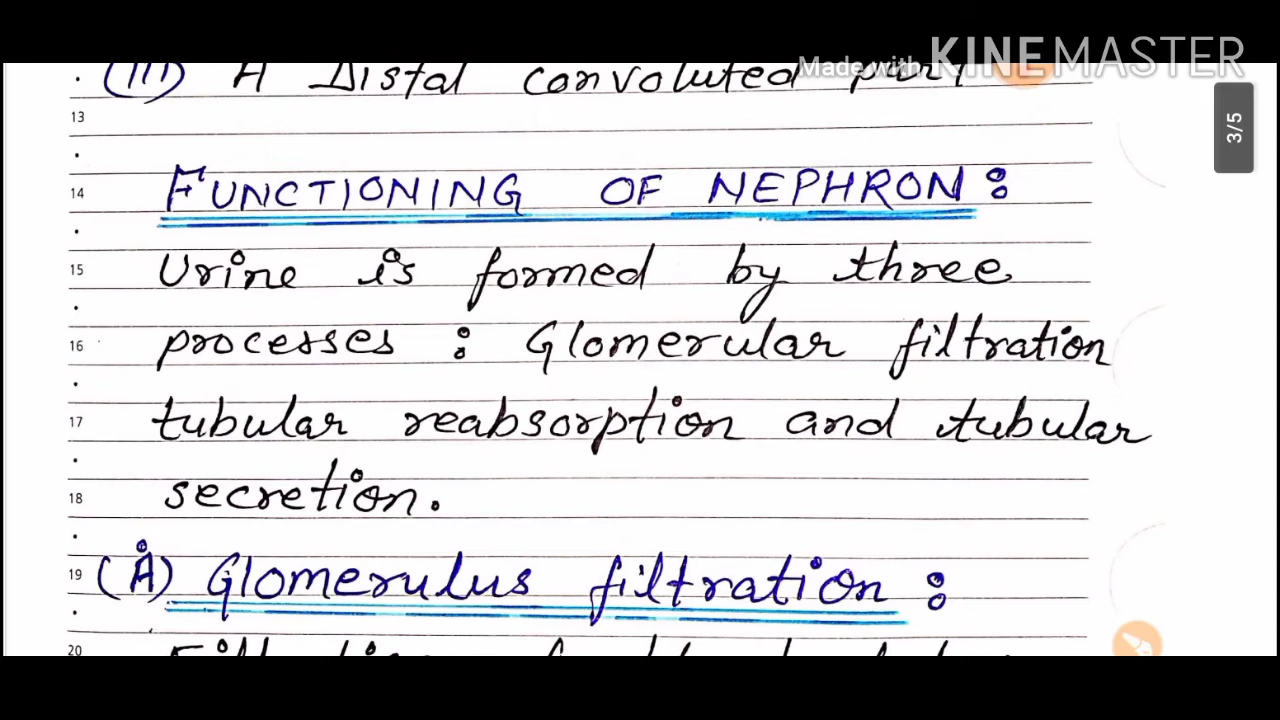 Made with KINEMASTER
(III) A Distal convoluted part
3/5
13
14 FUNCTIONING OF NEPHRON:
15 Urine is formed by three
16 processes : Glomerular filtration
17 tubular reabsorption and tubular
18 secretion.
19 (A) Glomerulus filtration :
20